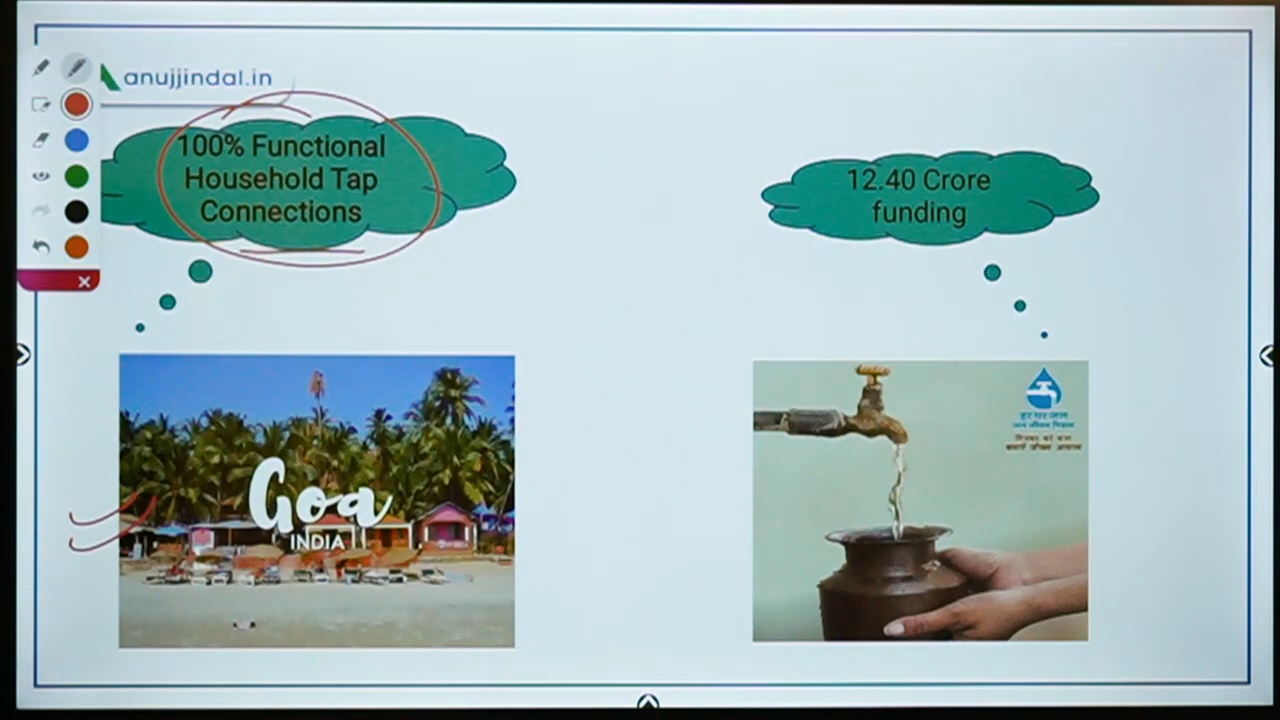 anujjindal.in
100% Functional
Household Tap
Connections
12.40 Crore
funding
Goa
INDIA
हर घर जल
जल जीवन मिशन